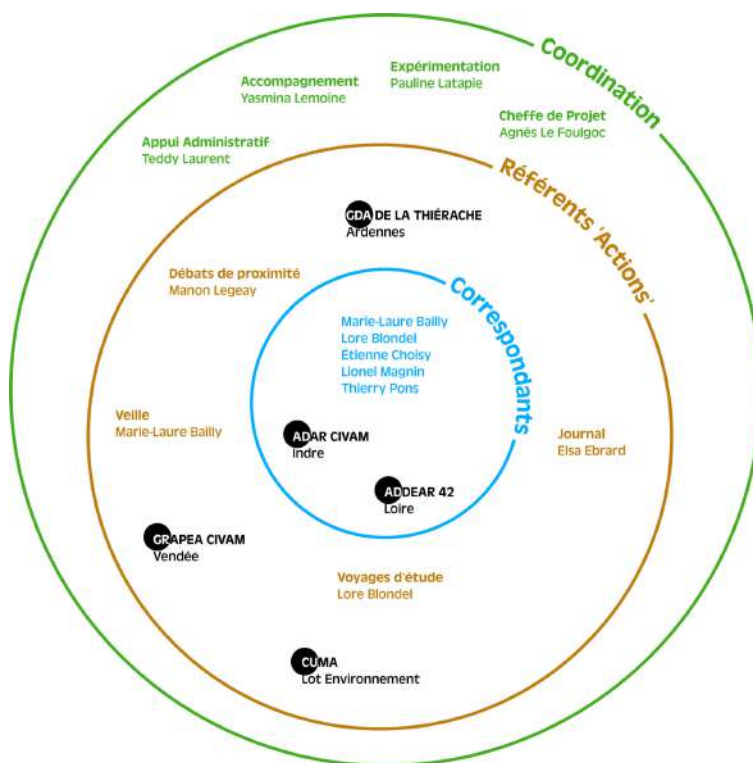 Coordination
Expérimentation
Pauline Latapie
Accompagnement
Yasmina Lemoine
Cheffe de Projet
Agnés Le Foulgoc
Appui Administratif
Teddy Laurent
Référents 'Actions'
GDA DE LA THIÉRACHE
Ardennes
Débats de proximité
Manon Legeay
Correspondants
Marie-Laure Bailly
Lore Blondel
Étienne Choisy
Lionel Magnin
Thierry Pons
Veille
Marie-Laure Bailly
ADAR CIVAM
Indre
Journal
Elsa Ebrard
ADDEAR 42
Loire
GRAPEA CIVAM
Vendée
Voyages d'étude
Lore Blondel
CUMA
Lot Environnement